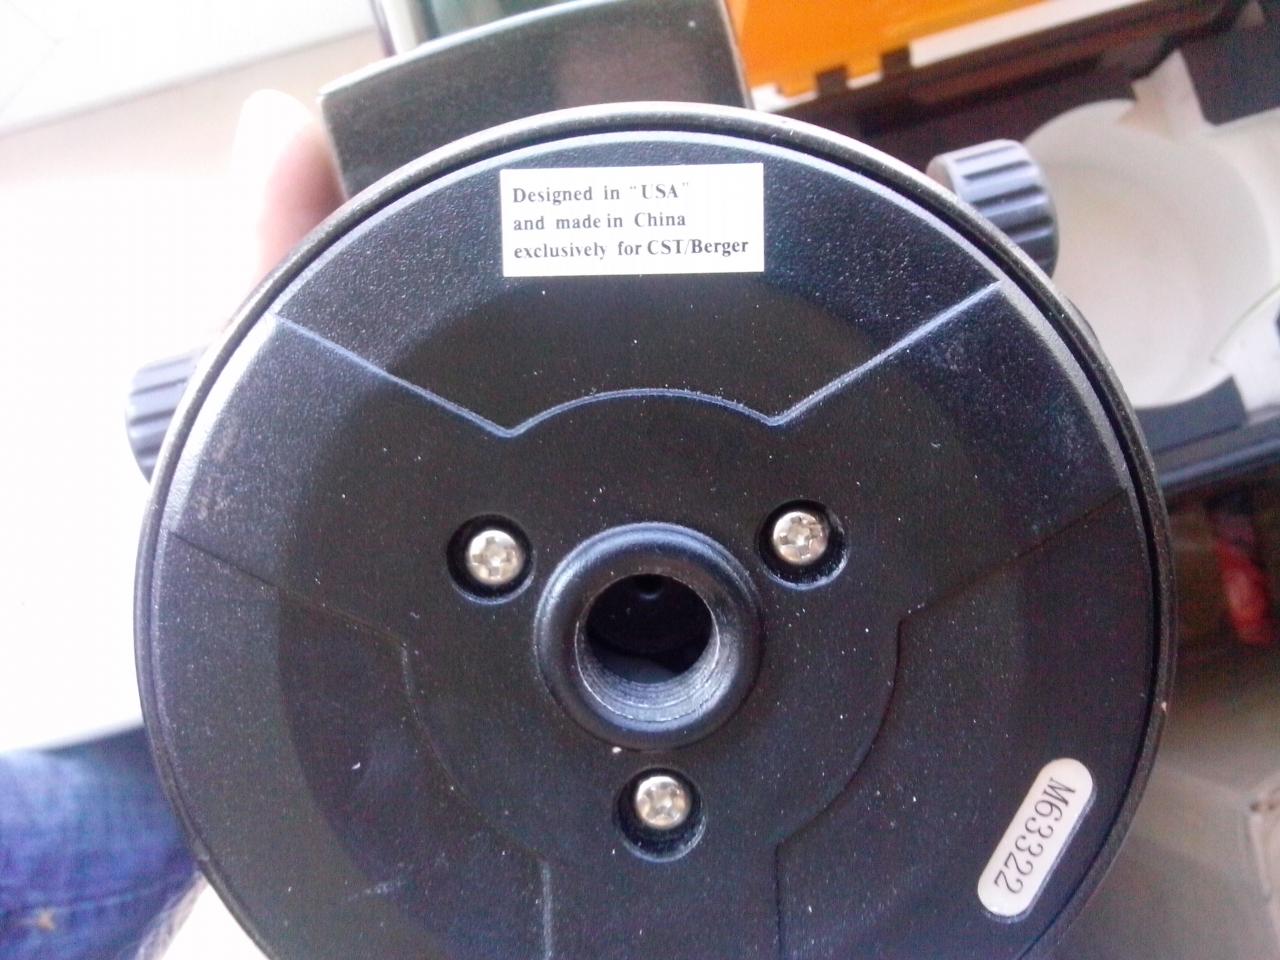 Designed in "USA"
and made in China
exclusively for CST/Berger
M63322